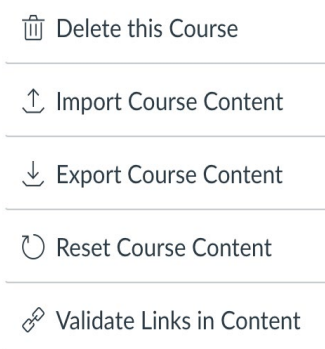 Delete this Course
Import Course Content
Export Course Content
Reset Course Content
Validate Links in Content